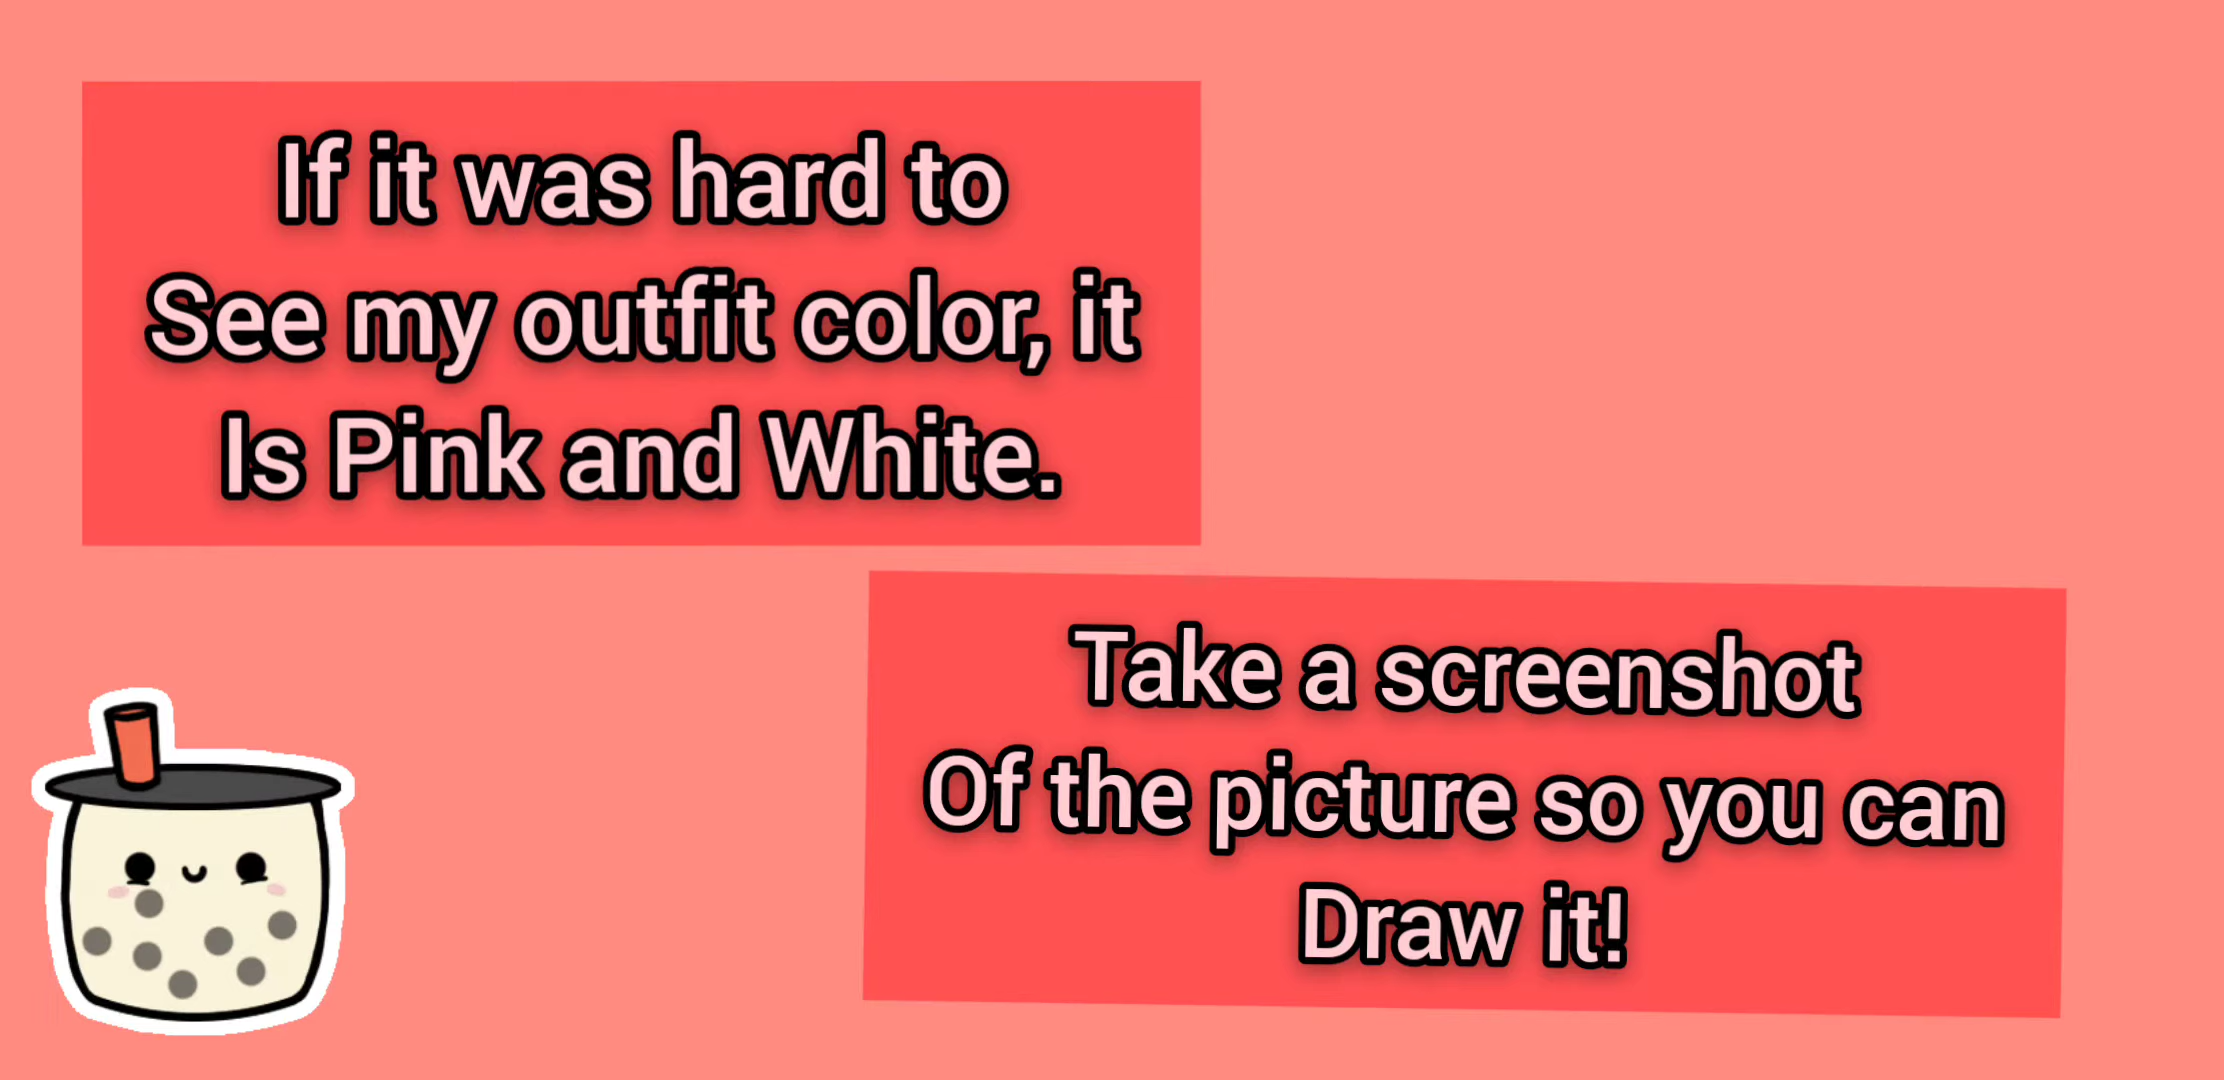 If it was hard to
See my outfit color, it
Is Pink and White.
Take a screenshot
Of the picture so you can
Draw it!